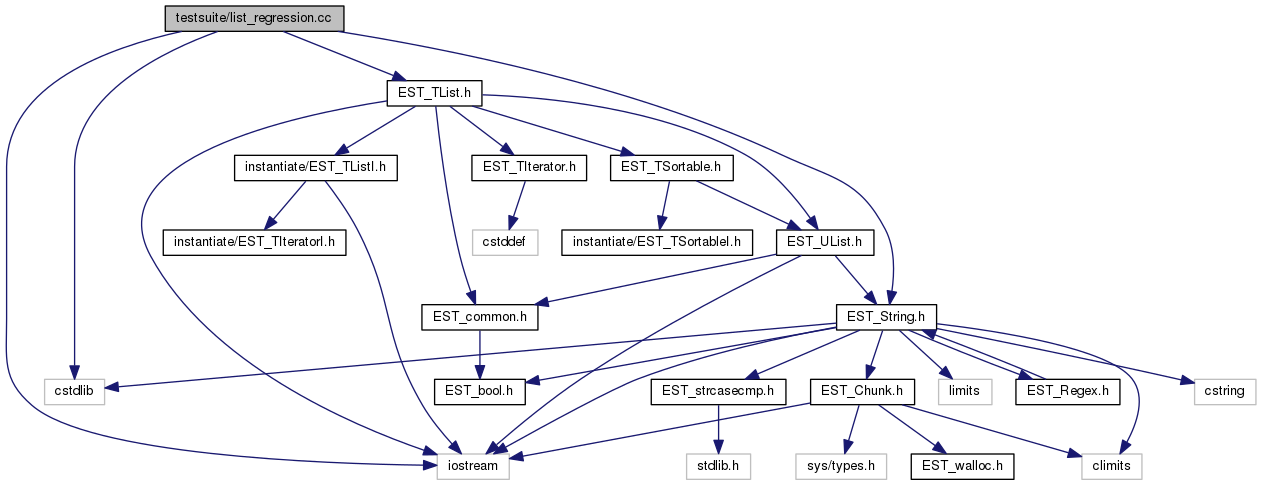 testsuite/list_regression.cc
EST_TList.h
instantiate/EST_TListI.h
EST_TIterator.h
EST_TSortable.h
instantiate/EST_TIteratorI.h
cstddef
instantiate/EST_TSortableI.h
EST_UList.h
EST_common.h
EST_String.h
cstdlib
EST_bool.h
EST_strcasecmp.h
EST_Chunk.h
limits
EST_Regex.h
cstring
iostream
stdlib.h
sys/types.h
EST_walloc.h
climits